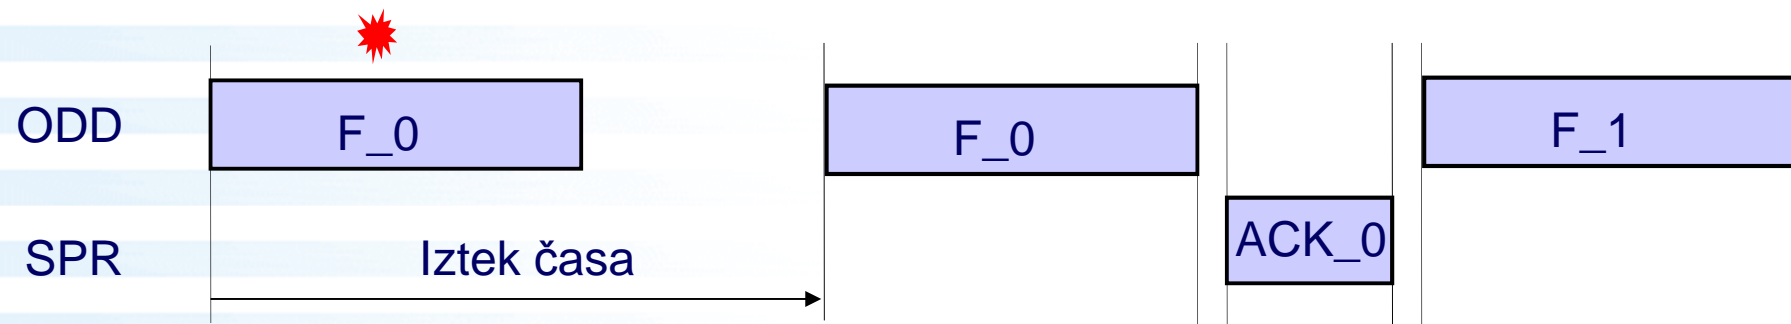 ODD
F_0
F_0
F_1
SPR
Iztek časa
ACK_0